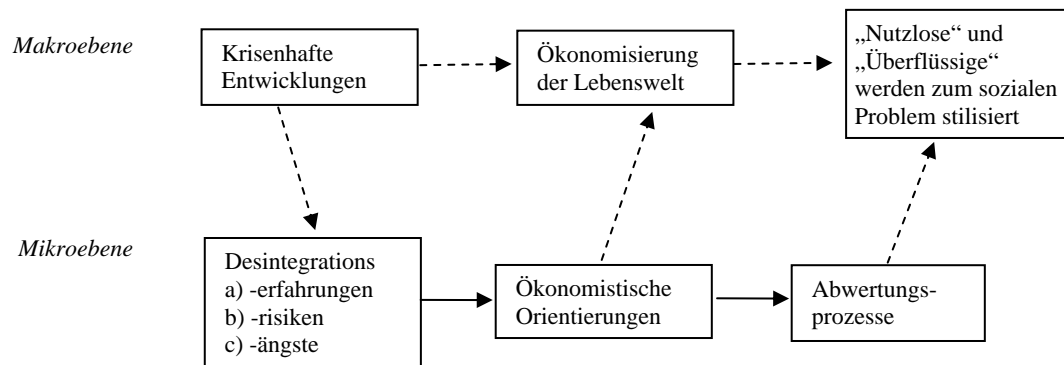 Makroebene
Krisenhafte
Entwicklungen
Ökonomisierung
der Lebenswelt
„Nutzlose“ und
„Überflüssige“
werden zum sozialen
Problem stilisiert
Mikroebene
Desintegrations
a) -erfahrungen
b) -risiken
c) -ängste
Ökonomistische
Orientierungen
Abwertungs-
prozesse